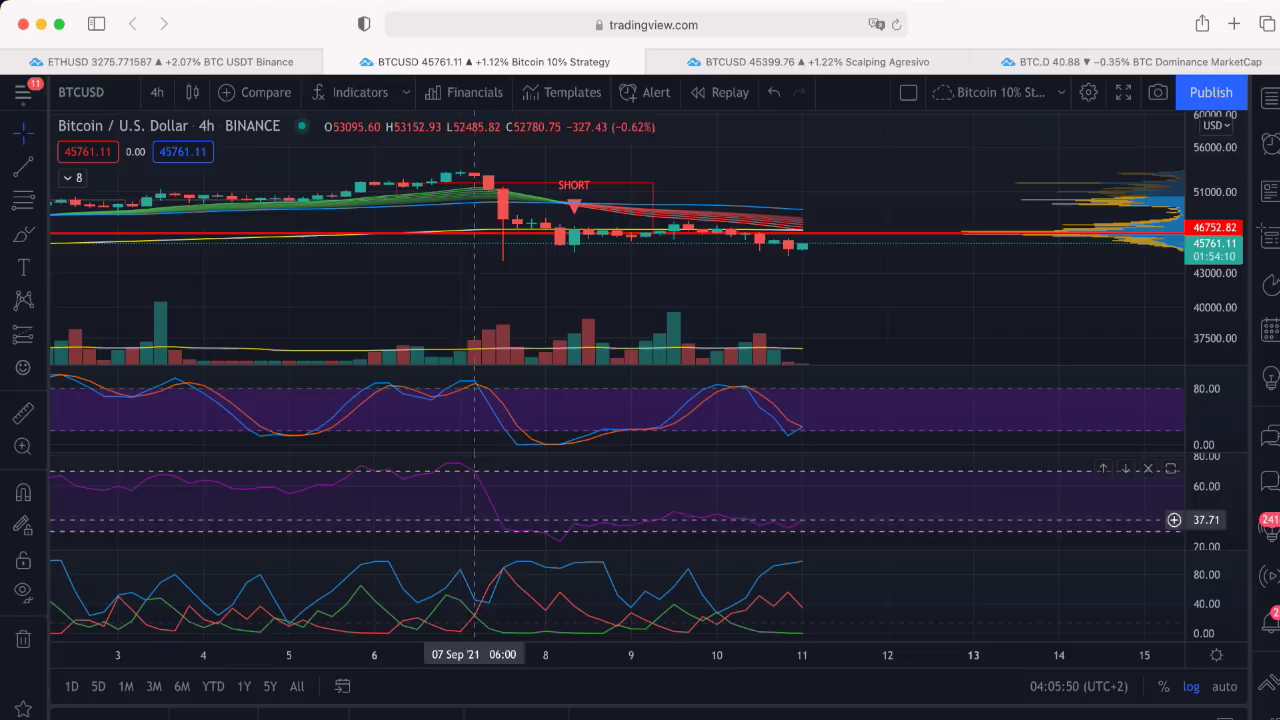 tradingview.com
ETHUSD 3275.771587 ▲ +2.07% BTC USDT Binance
BTCUSD 45761.11 ▲ +1.12% Bitcoin 10% Strategy
BTCUSD 45399.76 ▲ +1.22% Scalping Agresivo
BTC.D 40.88 ▼ −0.35% BTC Dominance MarketCap
11
BTCUSD 4h Compare Indicators Financials Templates Alert Replay Bitcoin 10% St... Publish
Bitcoin / U.S. Dollar · 4h · BINANCE O53095.60 H53152.93 L52485.82 C52780.75 −327.43 (−0.62%)
45761.11 0.00 45761.11
8
SHORT
60000.00
USD
56000.00
51000.00
46752.82
45761.11
01:54:10
43000.00
40000.00
37500.00
80.00
0.00
80.00
60.00
37.71
20.00
80.00
40.00
0.00
241
3 4 5 6 07 Sep '21 06:00 8 9 10 11 12 13 14 15
1D 5D 1M 3M 6M YTD 1Y 5Y All 04:05:50 (UTC+2) % log auto